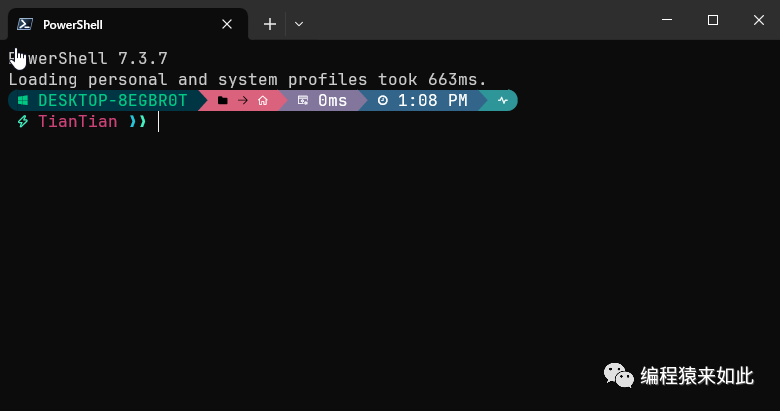 PowerShell
PowerShell 7.3.7
Loading personal and system profiles took 663ms.
DESKTOP-8EGBR0T 0ms 1:08 PM
TianTian ❯❯
编程猿来如此